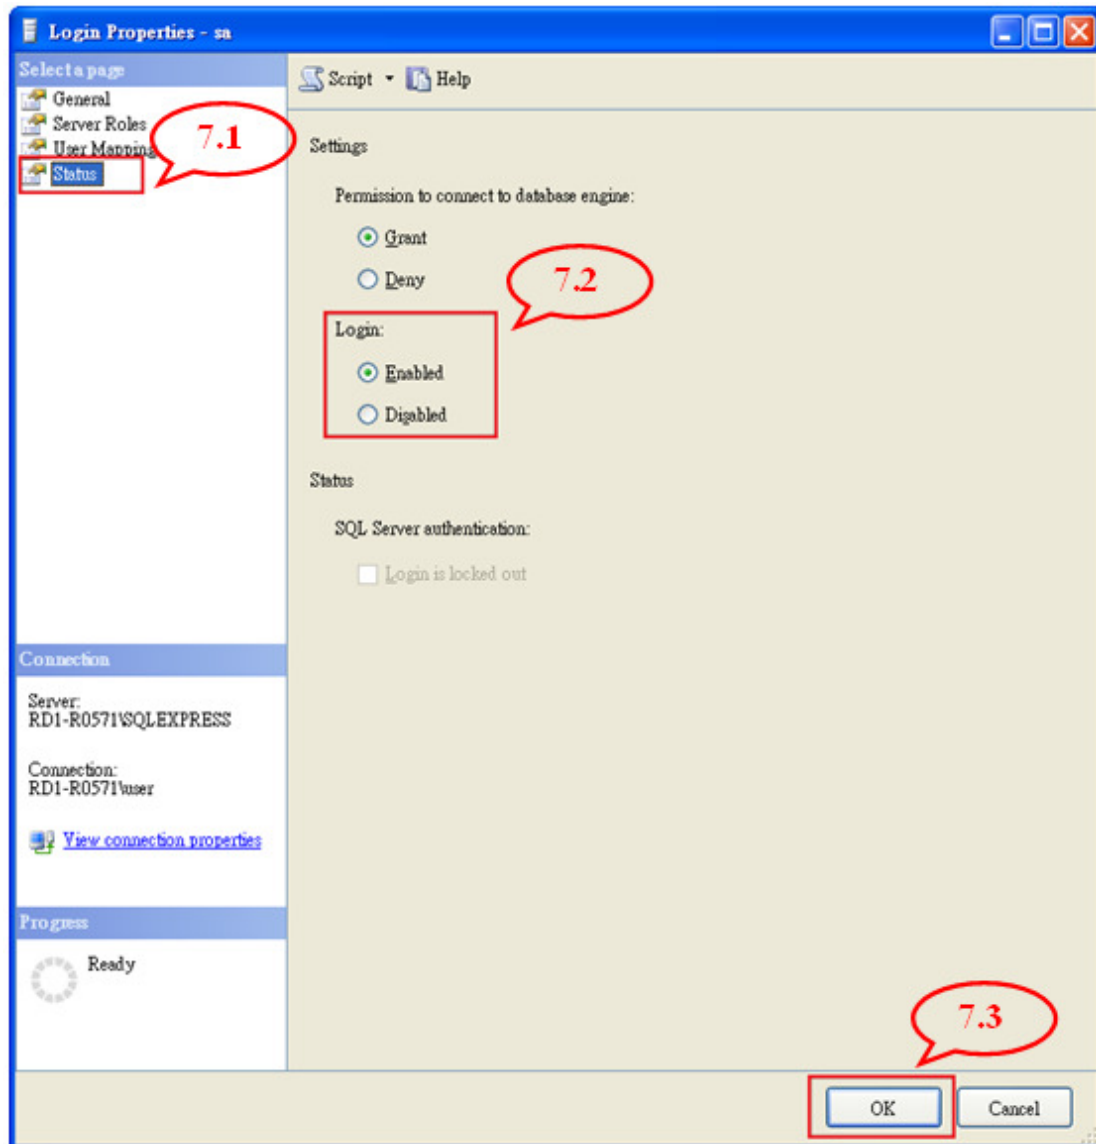 Login Properties - sa
Select a page
General
Server Roles
User Mapping
Status
7.1
Script
Help
Settings
Permission to connect to database engine:
Grant
Deny
7.2
Login:
Enabled
Disabled
Status
SQL Server authentication:
Login is locked out
Connection
Server:
RD1-R0571\SQLEXPRESS
Connection:
RD1-R0571\user
View connection properties
Progress
Ready
7.3
OK
Cancel